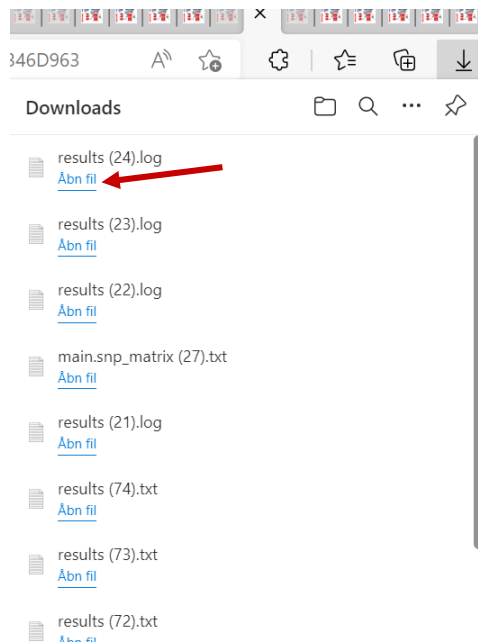 346D963
Downloads
results (24).log
Åbn fil
results (23).log
Åbn fil
results (22).log
Åbn fil
main.snp_matrix (27).txt
Åbn fil
results (21).log
Åbn fil
results (74).txt
Åbn fil
results (73).txt
Åbn fil
results (72).txt
Åbn fil